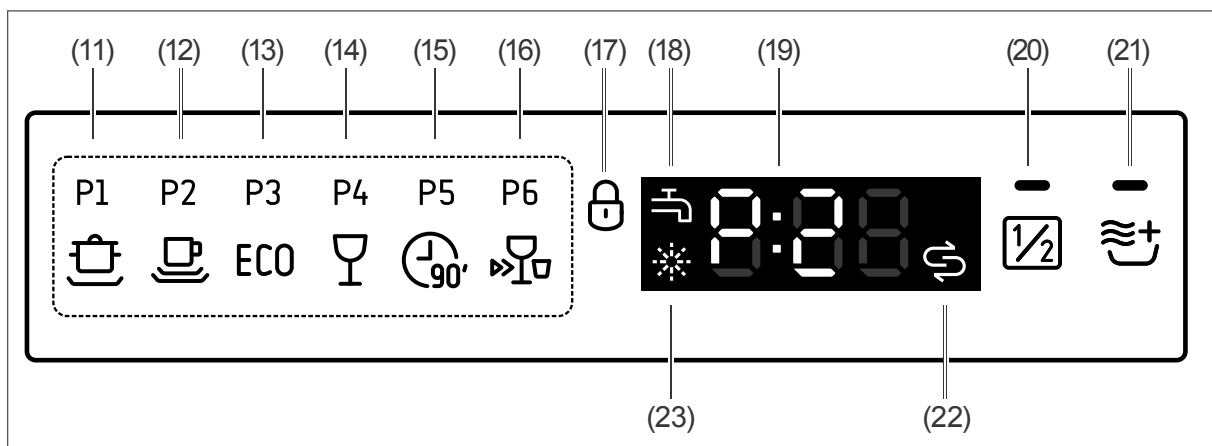 (11) (12) (13) (14) (15) (16) (17) (18) (19) (20) (21)
P1 P2 P3 P4 P5 P6 P:2
ECO 90' 1/2
(23) (22)